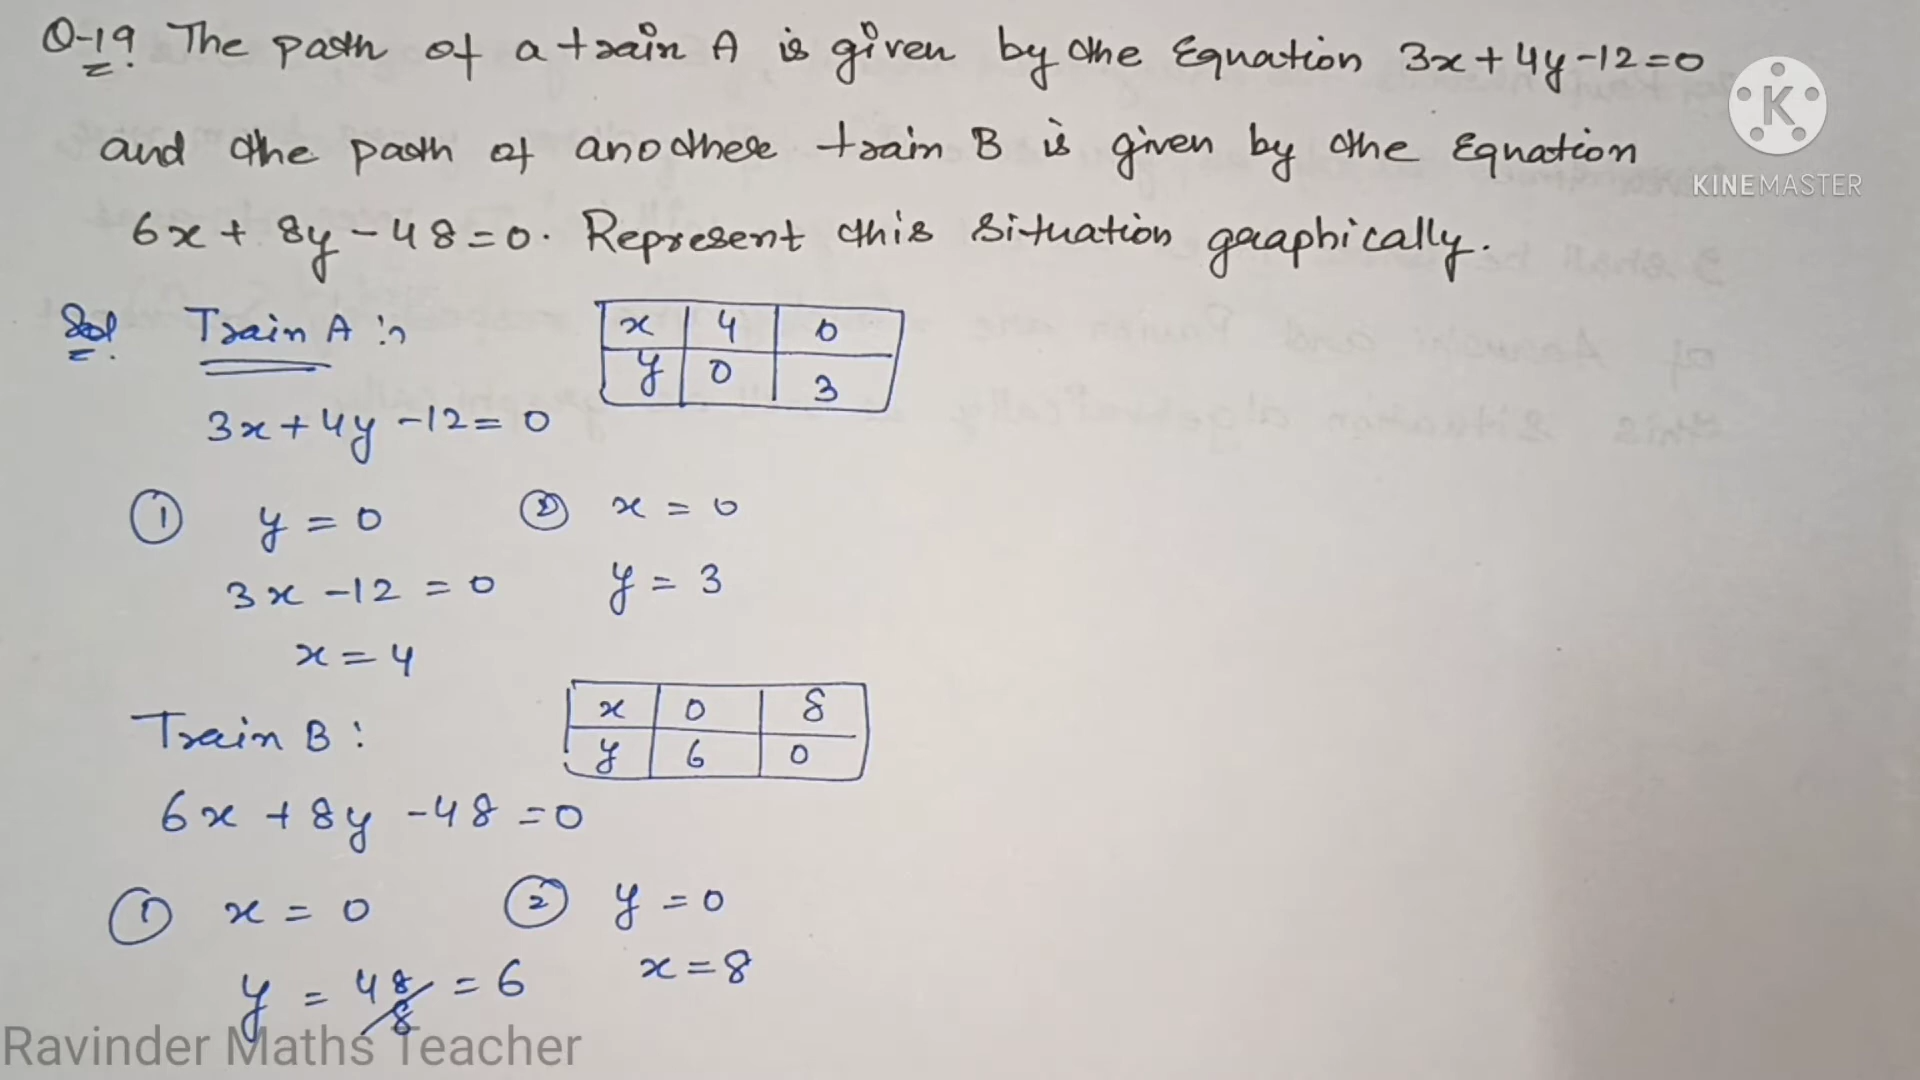 Q-19. The path of a train A is given by the Equation 3x + 4y - 12 = 0
and the path of another train B is given by the Equation
6x + 8y - 48 = 0. Represent this situation graphically.
K
KINEMASTER
Sol. Train A :
x 4 0
y 0 3
3x + 4y - 12 = 0
① y = 0 ② x = 0
3x - 12 = 0 y = 3
x = 4
Train B :
x 0 8
y 6 0
6x + 8y - 48 = 0
① x = 0 ② y = 0
y = 48/8 = 6 x = 8
Ravinder Maths Teacher